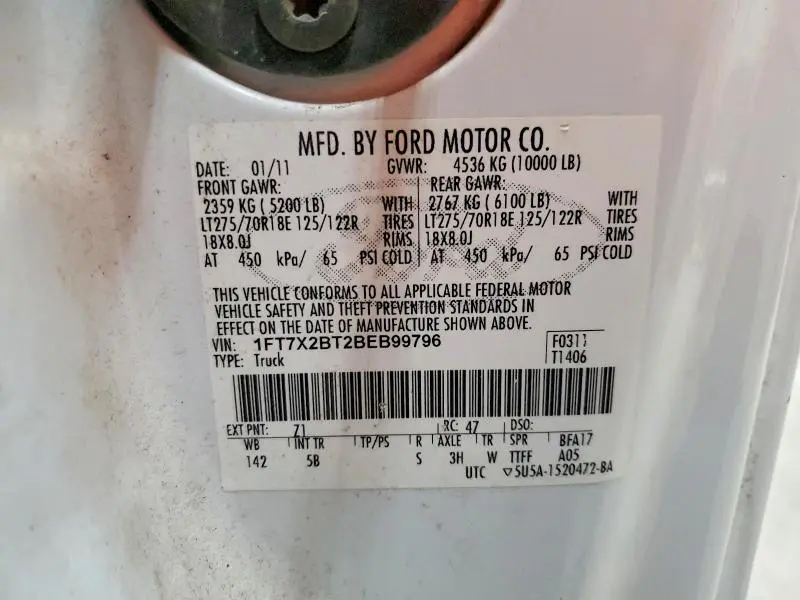 MFD. BY FORD MOTOR CO.
DATE: 01/11 GVWR: 4536 KG (10000 LB)
FRONT GAWR: REAR GAWR:
2359 KG ( 5200 LB) WITH 2767 KG ( 6100 LB) WITH
LT275/70R18E 125/122R TIRES LT275/70R18E 125/122R TIRES
18X8.0J RIMS 18X8.0J RIMS
AT 450 kPa/ 65 PSI COLD AT 450 kPa/ 65 PSI COLD
THIS VEHICLE CONFORMS TO ALL APPLICABLE FEDERAL MOTOR
VEHICLE SAFETY AND THEFT PREVENTION STANDARDS IN
EFFECT ON THE DATE OF MANUFACTURE SHOWN ABOVE.
VIN: 1FT7X2BT2BEB99796 F0311
TYPE: Truck T1406
EXT PNT: Z1 RC: 47 DSO:
WB INT TR TP/PS R AXLE TR SPR BFA17
142 5B S 3H W TTFF A05
UTC ▽5U5A-1520472-BA